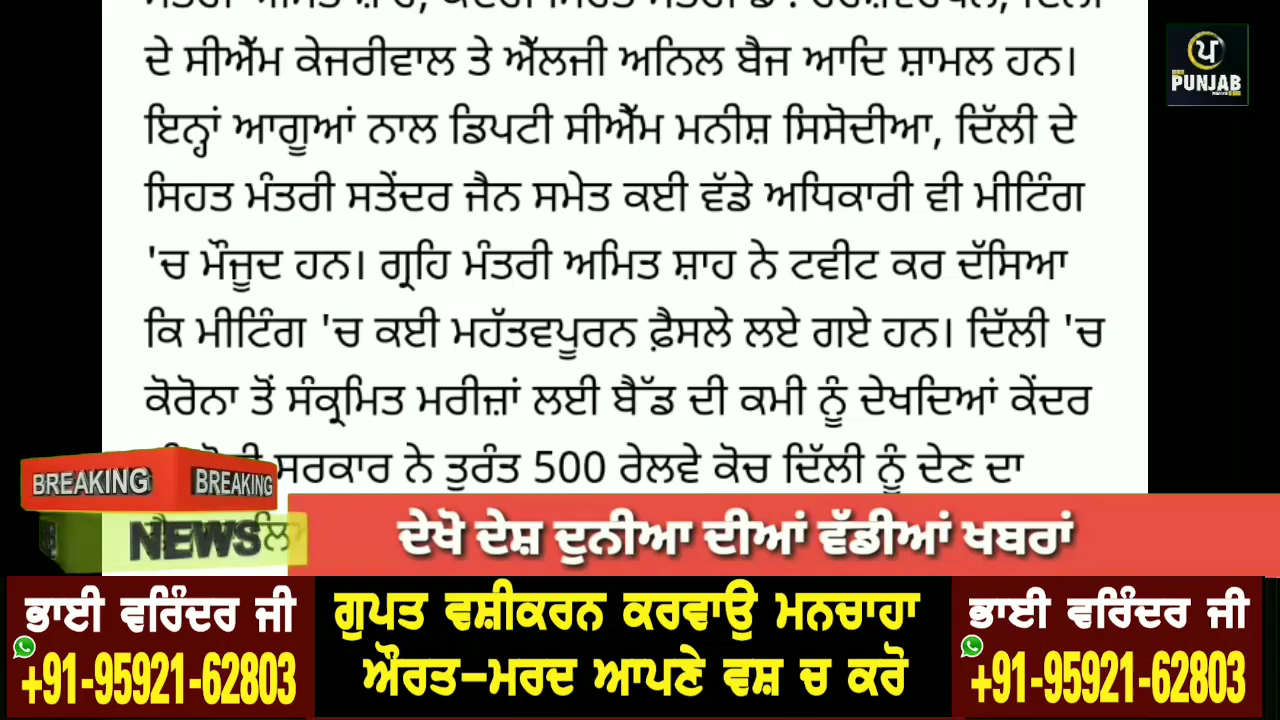 ਦੇ ਸੀਐੱਮ ਕੇਜਰੀਵਾਲ ਤੇ ਐੱਲਜੀ ਅਨਿਲ ਬੈਜ ਆਦਿ ਸ਼ਾਮਲ ਹਨ।
ਇਨ੍ਹਾਂ ਆਗੂਆਂ ਨਾਲ ਡਿਪਟੀ ਸੀਐੱਮ ਮਨੀਸ਼ ਸਿਸੋਦੀਆ, ਦਿੱਲੀ ਦੇ
ਸਿਹਤ ਮੰਤਰੀ ਸਤੇਂਦਰ ਜੈਨ ਸਮੇਤ ਕਈ ਵੱਡੇ ਅਧਿਕਾਰੀ ਵੀ ਮੀਟਿੰਗ
'ਚ ਮੌਜੂਦ ਹਨ। ਗ੍ਰਹਿ ਮੰਤਰੀ ਅਮਿਤ ਸ਼ਾਹ ਨੇ ਟਵੀਟ ਕਰ ਦੱਸਿਆ
ਕਿ ਮੀਟਿੰਗ 'ਚ ਕਈ ਮਹੱਤਵਪੂਰਨ ਫ਼ੈਸਲੇ ਲਏ ਗਏ ਹਨ। ਦਿੱਲੀ 'ਚ
ਕੋਰੋਨਾ ਤੋਂ ਸੰਕ੍ਰਮਿਤ ਮਰੀਜ਼ਾਂ ਲਈ ਬੈੱਡ ਦੀ ਕਮੀ ਨੂੰ ਦੇਖਦਿਆਂ ਕੇਂਦਰ
ਸਰਕਾਰ ਨੇ ਤੁਰੰਤ 500 ਰੇਲਵੇ ਕੋਚ ਦਿੱਲੀ ਨੂੰ ਦੇਣ ਦਾ
ਪ
PUNJAB
BREAKING BREAKING
NEWS
ਦੇਖੋ ਦੇਸ਼ ਦੁਨੀਆ ਦੀਆਂ ਵੱਡੀਆਂ ਖਬਰਾਂ
ਭਾਈ ਵਰਿੰਦਰ ਜੀ
+91-95921-62803
ਗੁਪਤ ਵਸ਼ੀਕਰਨ ਕਰਵਾਉ ਮਨਚਾਹਾ
ਔਰਤ-ਮਰਦ ਆਪਣੇ ਵਸ਼ ਚ ਕਰੋ
ਭਾਈ ਵਰਿੰਦਰ ਜੀ
+91-95921-62803